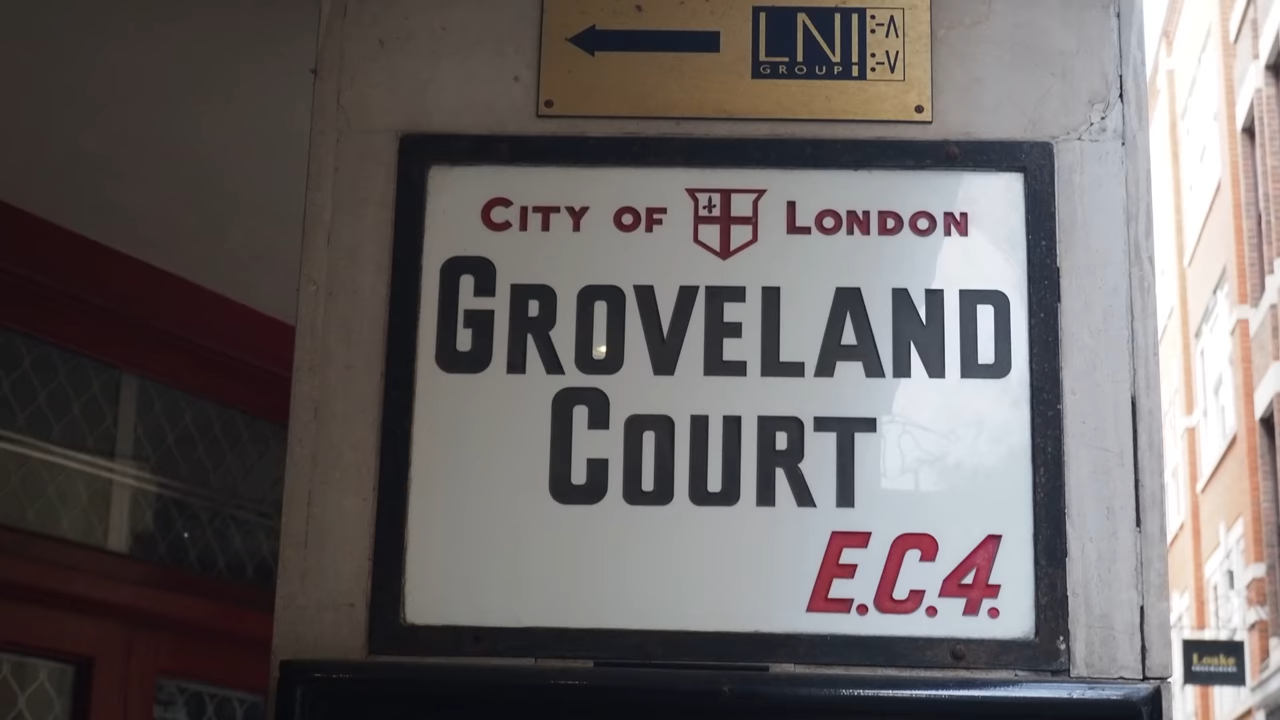 LNI
GROUP
:-Λ
:-V
CITY OF LONDON
GROVELAND
COURT
E.C.4.
Loake